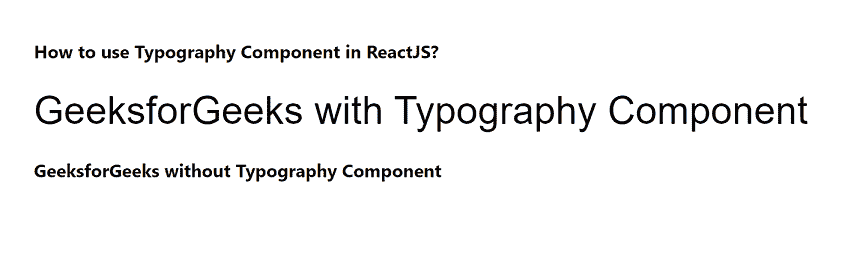 How to use Typography Component in ReactJS?
GeeksforGeeks with Typography Component
GeeksforGeeks without Typography Component